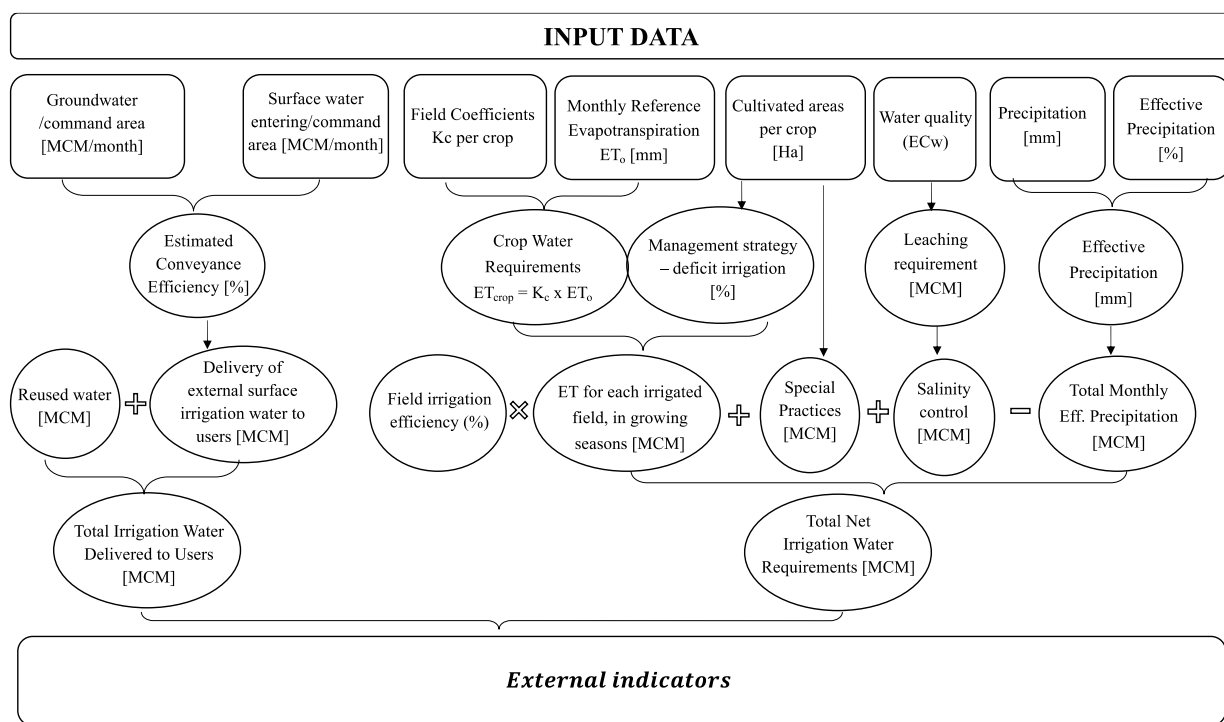 INPUT DATA
Groundwater
/command area
[MCM/month]
Surface water
entering/command
area [MCM/month]
Field Coefficients
Kc per crop
Monthly Reference
Evapotranspiration
ETₒ [mm]
Cultivated areas
per crop
[Ha]
Water quality
(ECw)
Precipitation
[mm]
Effective
Precipitation
[%]
Estimated
Conveyance
Efficiency [%]
Crop Water
Requirements
ETcrop = Kc x ETₒ
Management strategy
– deficit irrigation
[%]
Leaching
requirement
[MCM]
Effective
Precipitation
[mm]
Reused water
[MCM]
+
Delivery of
external surface
irrigation water to
users [MCM]
Field irrigation
efficiency (%)
×
ET for each irrigated
field, in growing
seasons [MCM]
+
Special
Practices
[MCM]
+
Salinity
control
[MCM]
−
Total Monthly
Eff. Precipitation
[MCM]
Total Irrigation Water
Delivered to Users
[MCM]
Total Net
Irrigation Water
Requirements [MCM]
External indicators